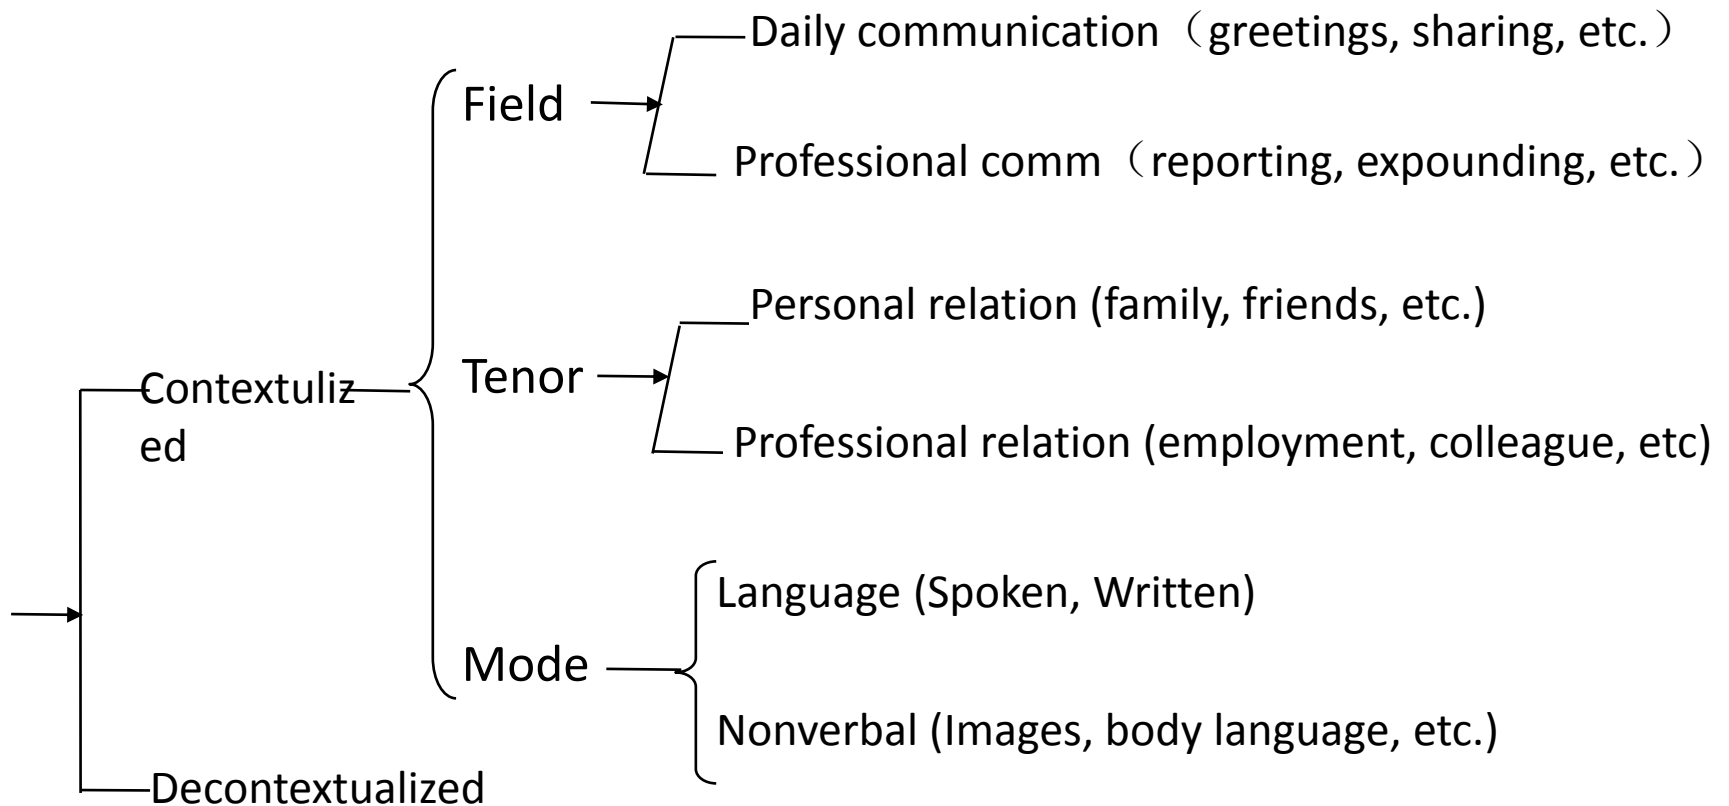 Daily communication（greetings, sharing, etc.）
Field
Professional comm（reporting, expounding, etc.）
Personal relation (family, friends, etc.)
Tenor
Contextuliz
ed
Professional relation (employment, colleague, etc)
Language (Spoken, Written)
Mode
Nonverbal (Images, body language, etc.)
Decontextualized